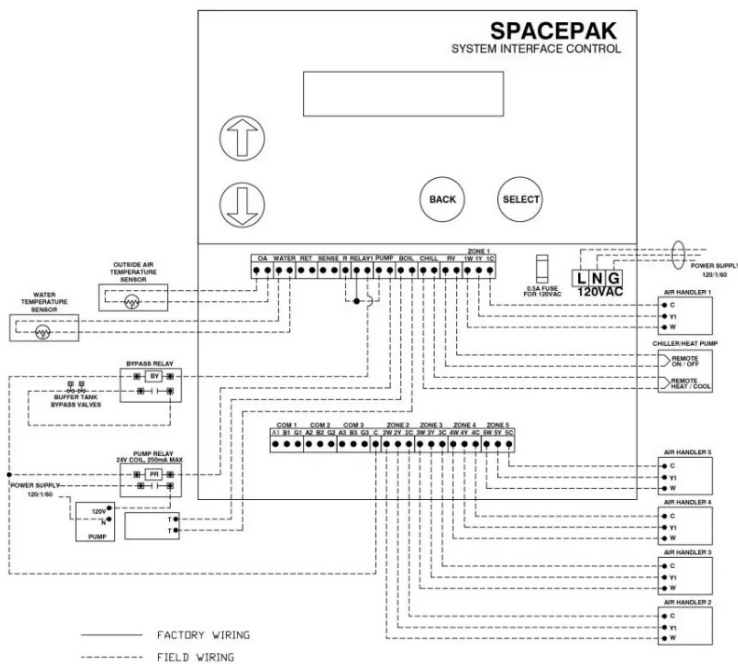 SPACEPAK
SYSTEM INTERFACE CONTROL
BACK
SELECT
OA WATER RET SENSE R RELAY1 PUMP BOIL CHILL RV 1W 1Y 1C
ZONE 1
0.5A FUSE
FOR 120VAC
L N G
120VAC
POWER SUPPLY
120/1/60
OUTSIDE AIR
TEMPERATURE
SENSOR
WATER
TEMPERATURE
SENSOR
AIR HANDLER 1
C
Y1
W
CHILLER/HEAT PUMP
REMOTE
ON / OFF
REMOTE
HEAT / COOL
BYPASS RELAY
BY
BUFFER TANK
BYPASS VALVES
COM 1 COM 2 COM 3 ZONE 2 ZONE 3 ZONE 4 ZONE 5
A1 B1 G1 A2 B2 G2 A3 B3 G3 C 2W 2Y 2C 3W 3Y 3C 4W 4Y 4C 5W 5Y 5C
PUMP RELAY
24V COIL, 250mA MAX
PR
POWER SUPPLY
120/1/60
120V
N
PUMP
T
T
AIR HANDLER 5
C
Y1
W
AIR HANDLER 4
C
Y1
W
AIR HANDLER 3
C
Y1
W
AIR HANDLER 2
C
Y1
W
FACTORY WIRING
FIELD WIRING